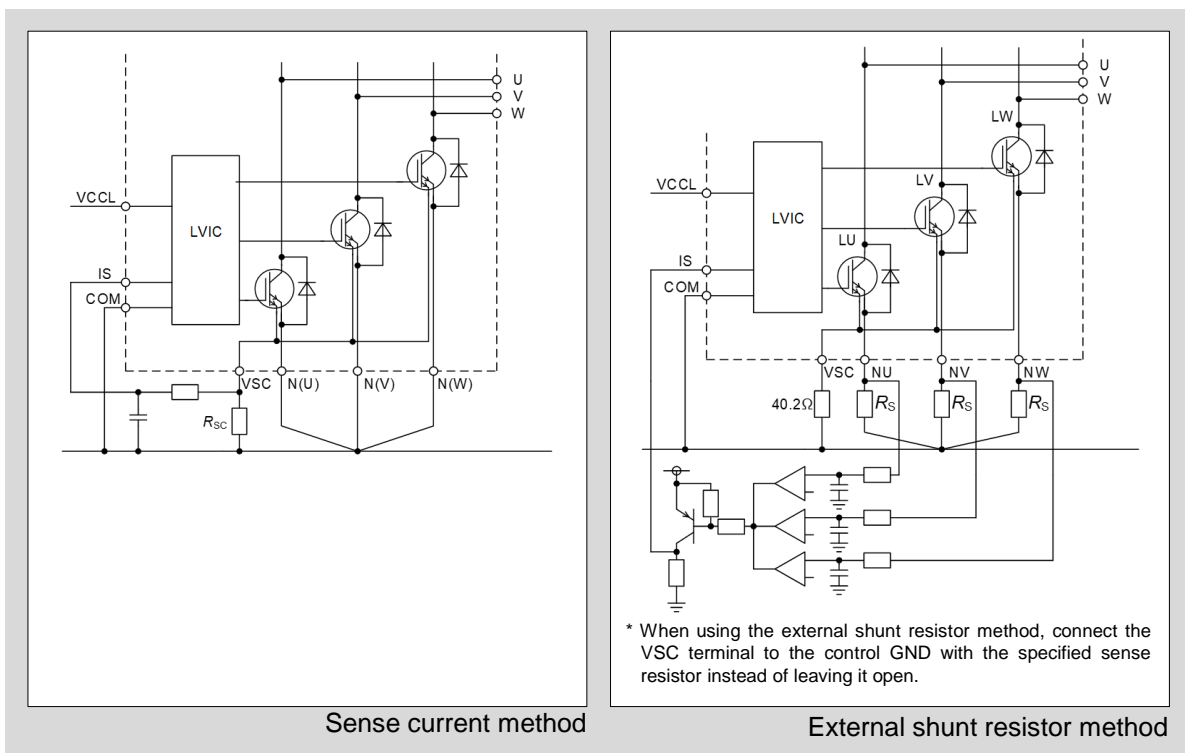 U
V
W
VCCL
LVIC
IS
COM
VSC
N(U)
N(V)
N(W)
RSC
Sense current method
U
V
W
LW
LV
LU
VCCL
LVIC
IS
COM
VSC
NU
NV
NW
40.2Ω
RS
RS
RS
* When using the external shunt resistor method, connect the
VSC terminal to the control GND with the specified sense
resistor instead of leaving it open.
External shunt resistor method